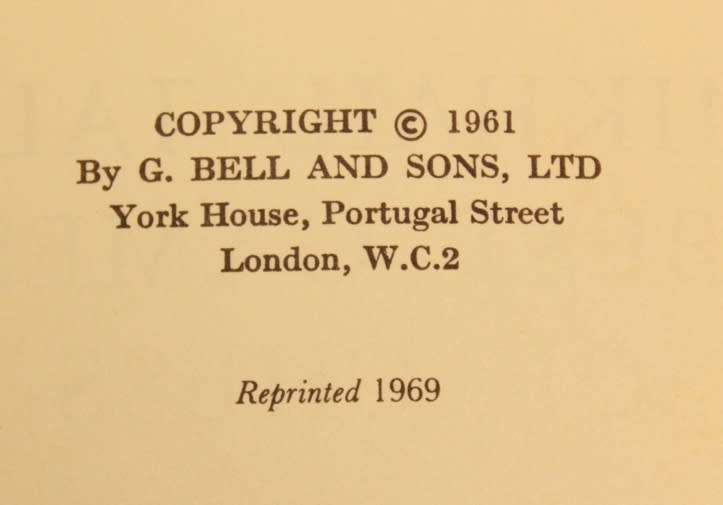 COPYRIGHT © 1961
By G. BELL AND SONS, LTD
York House, Portugal Street
London, W.C.2
Reprinted 1969